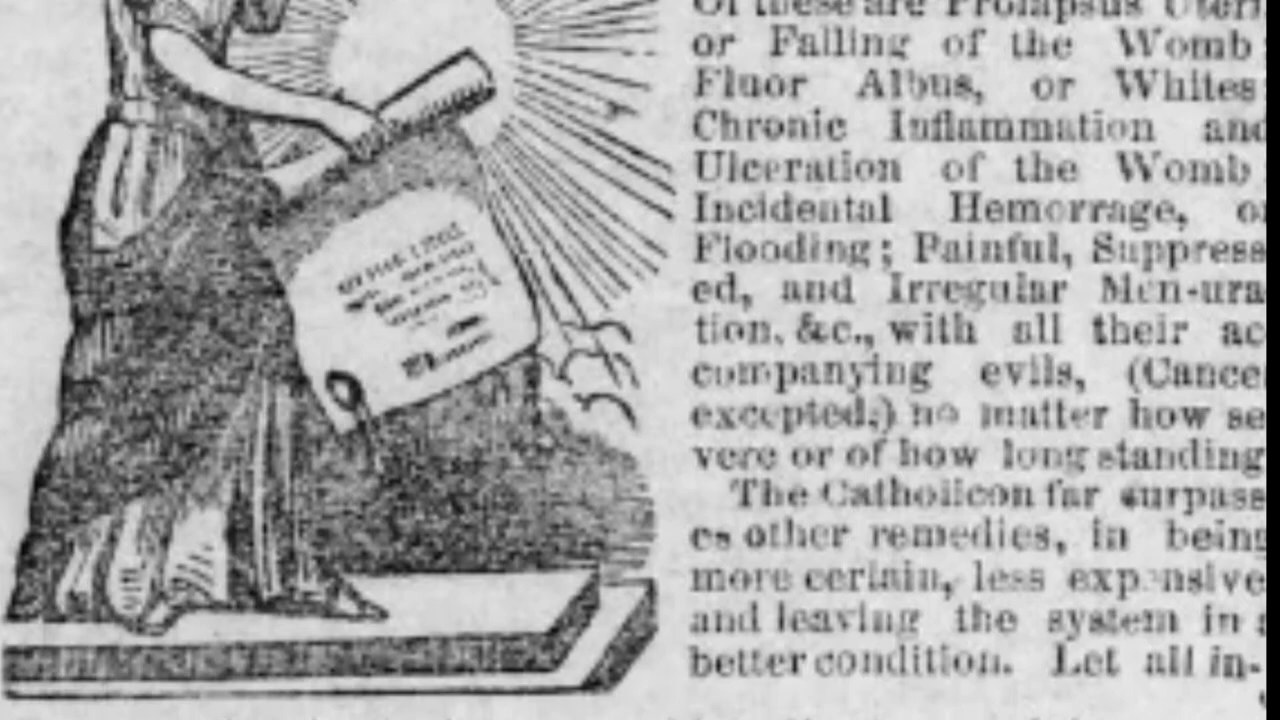 Of these are Prolapsus Uteri
or Falling of the Womb
Fluor Albus, or Whites
Chronic Inflammation and
Ulceration of the Womb
Incidental Hemorrage, or
Flooding; Painful, Suppress
ed, and Irregular Men-ura
tion, &c., with all their ac
companying evils, (Cance
excepted,) no matter how se
vere or of how long standing
The Catholicon far surpass
es other remedies, in being
more certain, less expensive
and leaving the system in a
better condition. Let all in-